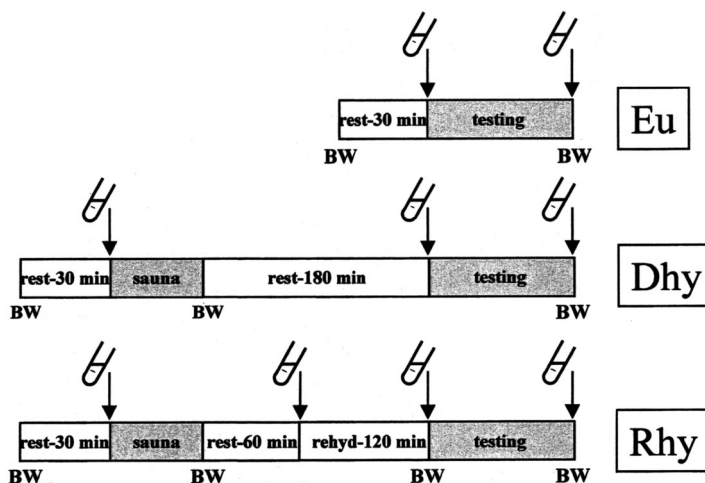 rest-30 min testing Eu
BW BW
rest-30 min sauna rest-180 min testing Dhy
BW BW BW
rest-30 min sauna rest-60 min rehyd-120 min testing Rhy
BW BW BW BW